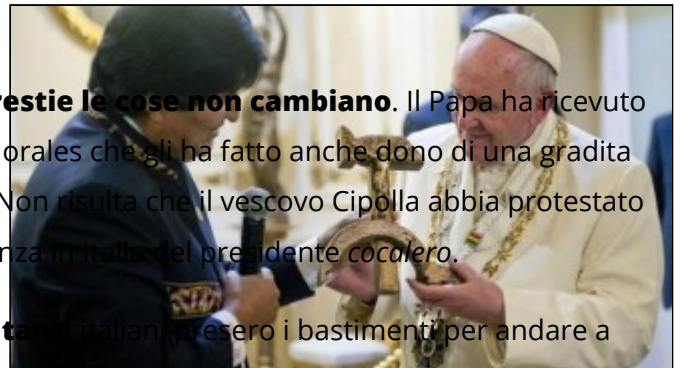 restie le cose non cambiano. Il Papa ha ricevuto
orales che gli ha fatto anche dono di una gradita
Non risulta che il vescovo Cipolla abbia protestato
nza in Italia del presidente cocalero.
italiani presero i bastimenti per andare a